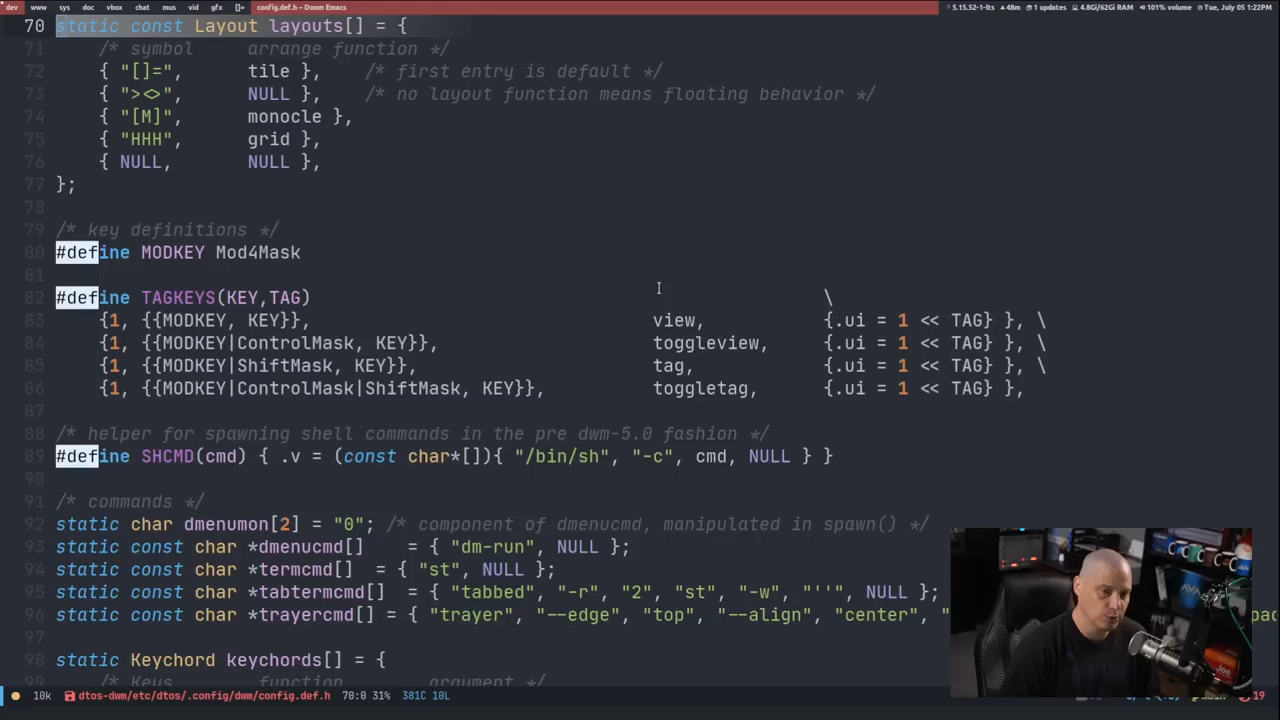 dev www sys doc vbox chat mus vid gfx []= config.def.h – Doom Emacs 5.15.52-1-lts 48m 1 updates 4.8Gi/62Gi RAM 101% volume Tue, July 05 1:22PM
70 static const Layout layouts[] = {
71 /* symbol     arrange function */
72 { "[]=",      tile },    /* first entry is default */
73 { "><>",      NULL },    /* no layout function means floating behavior */
74 { "[M]",      monocle },
75 { "HHH",      grid },
76 { NULL,       NULL },
77 };
78
79 /* key definitions */
80 #define MODKEY Mod4Mask
81
82 #define TAGKEYS(KEY,TAG) \
83 {1, {{MODKEY, KEY}}, view, {.ui = 1 << TAG} }, \
84 {1, {{MODKEY|ControlMask, KEY}}, toggleview, {.ui = 1 << TAG} }, \
85 {1, {{MODKEY|ShiftMask, KEY}}, tag, {.ui = 1 << TAG} }, \
86 {1, {{MODKEY|ControlMask|ShiftMask, KEY}}, toggletag, {.ui = 1 << TAG} },
87
88 /* helper for spawning shell commands in the pre dwm-5.0 fashion */
89 #define SHCMD(cmd) { .v = (const char*[]){ "/bin/sh", "-c", cmd, NULL } }
90
91 /* commands */
92 static char dmenumon[2] = "0"; /* component of dmenucmd, manipulated in spawn() */
93 static const char *dmenucmd[]    = { "dm-run", NULL };
94 static const char *termcmd[]  = { "st", NULL };
95 static const char *tabtermcmd[]  = { "tabbed", "-r", "2", "st", "-w", "''", NULL };
96 static const char *trayercmd[] = { "trayer", "--edge", "top", "--align", "center", "
97
98 static Keychord keychords[] = {
99 /* Keys function argument */
10k dtos-dwm/etc/dtos/.config/dwm/config.def.h 70:0 31% 381C 10L 19